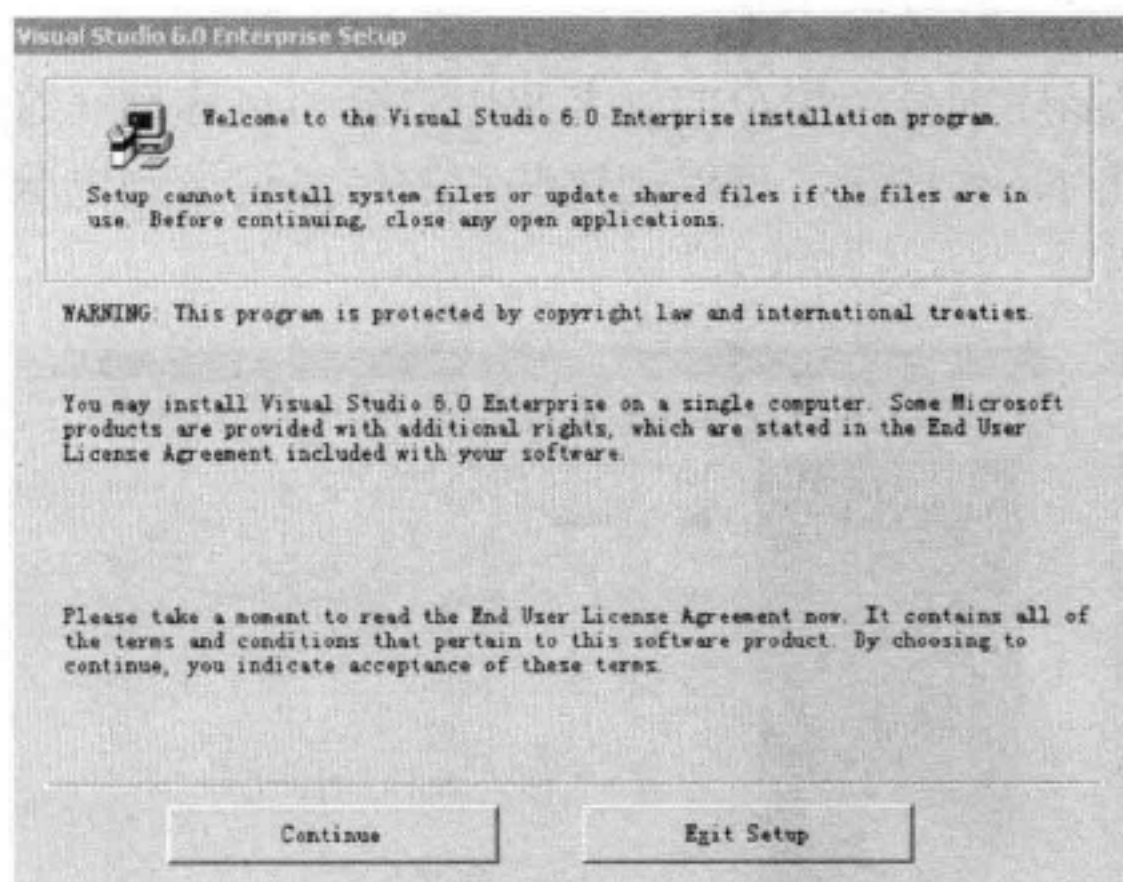 Visual Studio 6.0 Enterprise Setup
Welcome to the Visual Studio 6.0 Enterprise installation program.
Setup cannot install system files or update shared files if the files are in
use. Before continuing, close any open applications.
WARNING: This program is protected by copyright law and international treaties.
You may install Visual Studio 6.0 Enterprise on a single computer. Some Microsoft
products are provided with additional rights, which are stated in the End User
License Agreement included with your software.
Please take a moment to read the End User License Agreement now. It contains all of
the terms and conditions that pertain to this software product. By choosing to
continue, you indicate acceptance of these terms.
Continue
Exit Setup